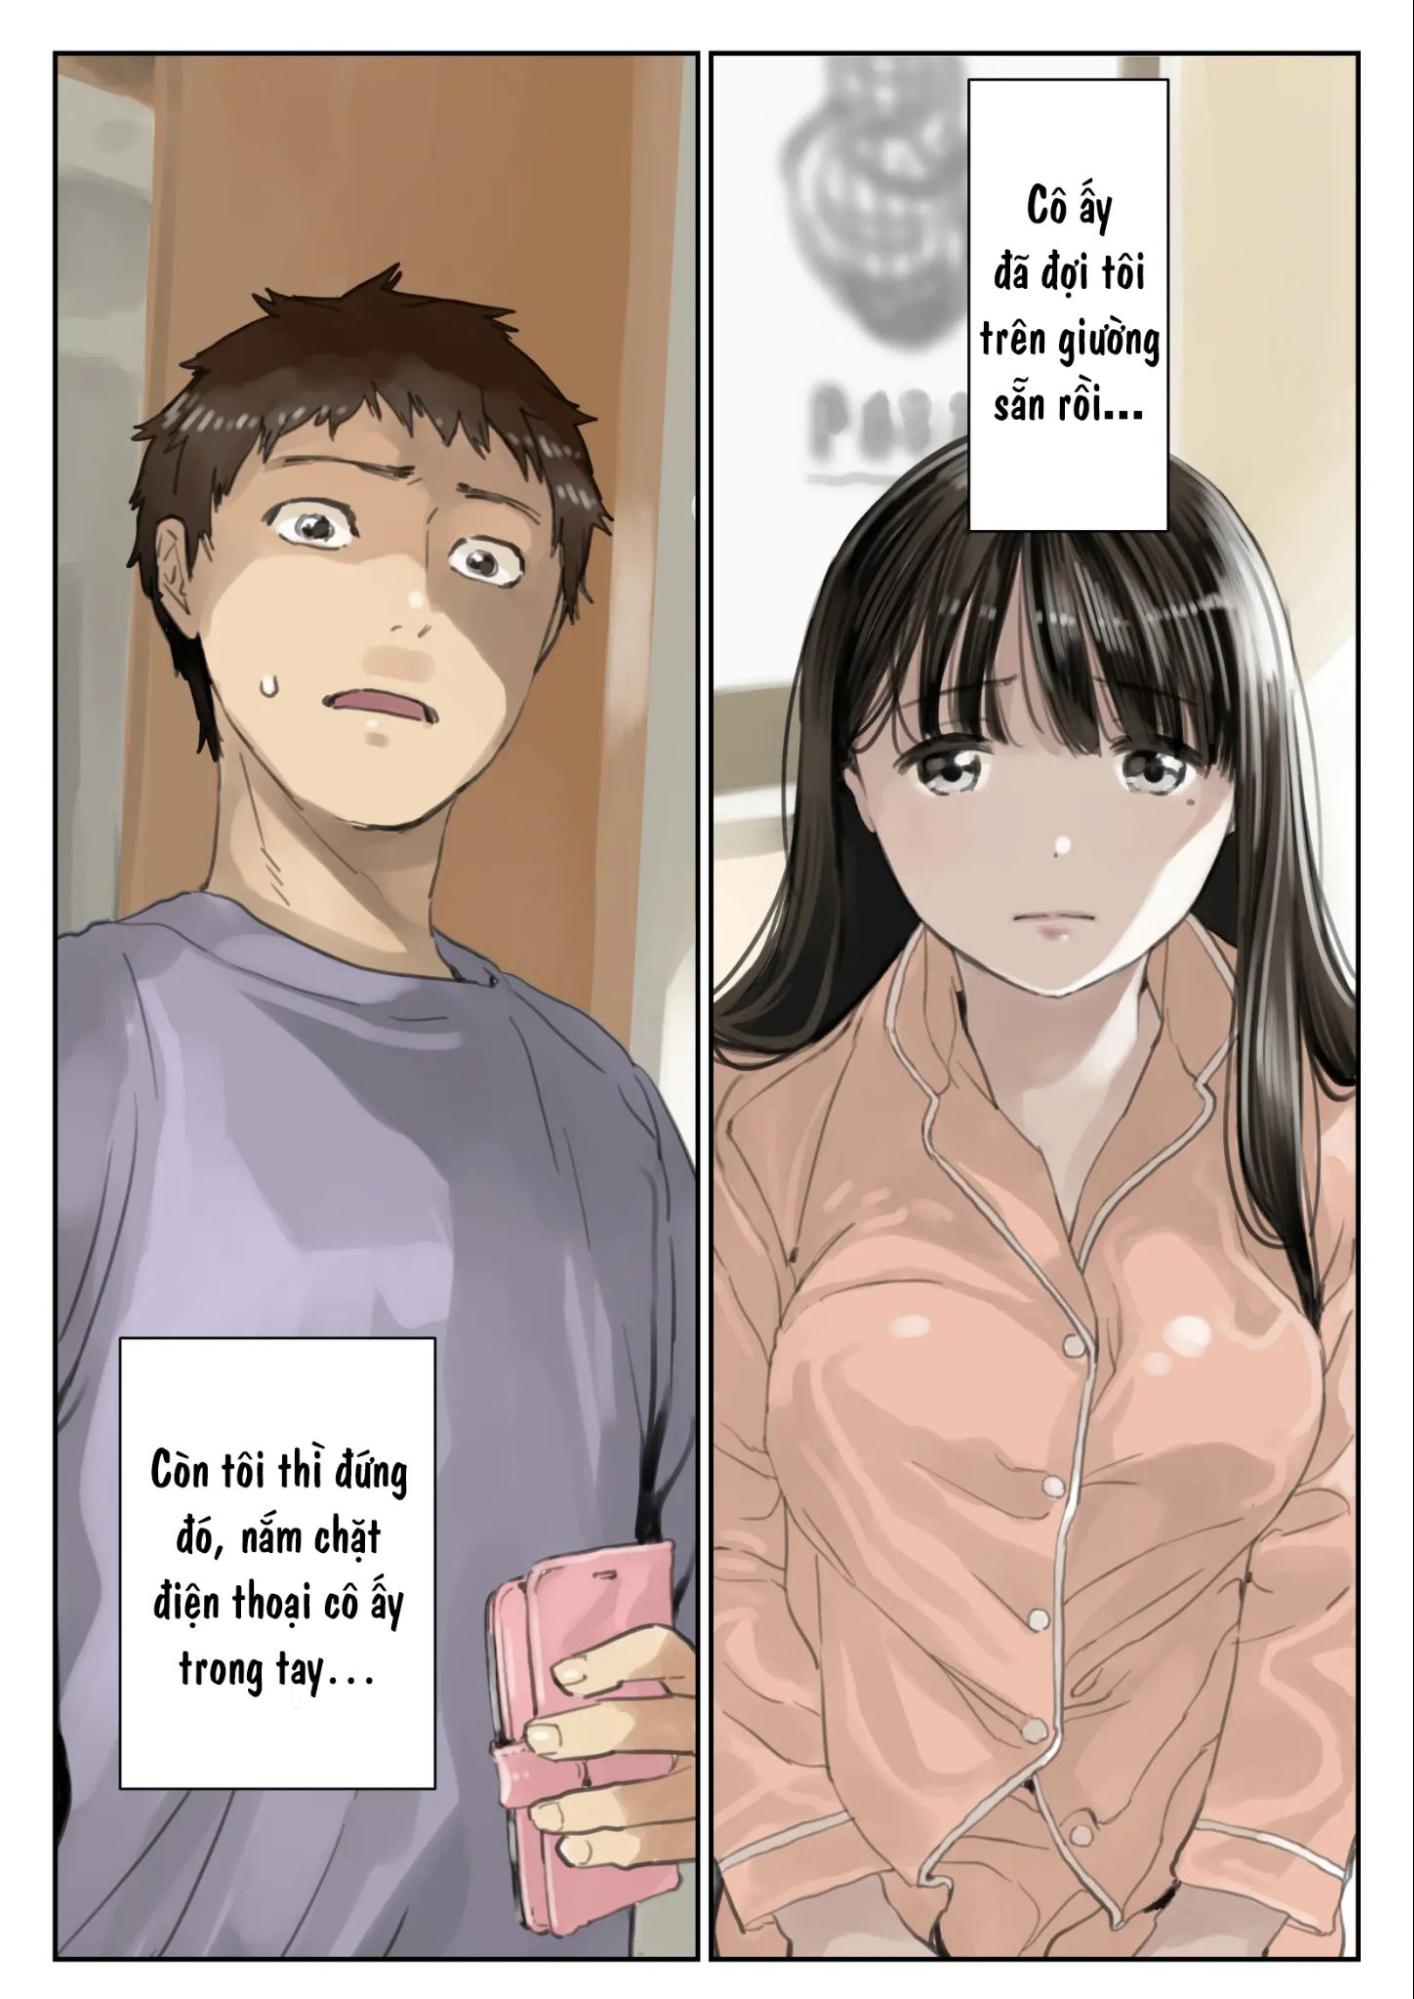 Cô ấy
đã đợi tôi
trên giường
sẵn rồi...
Còn tôi thì đứng
đó, nắm chặt
điện thoại cô ấy
trong tay...